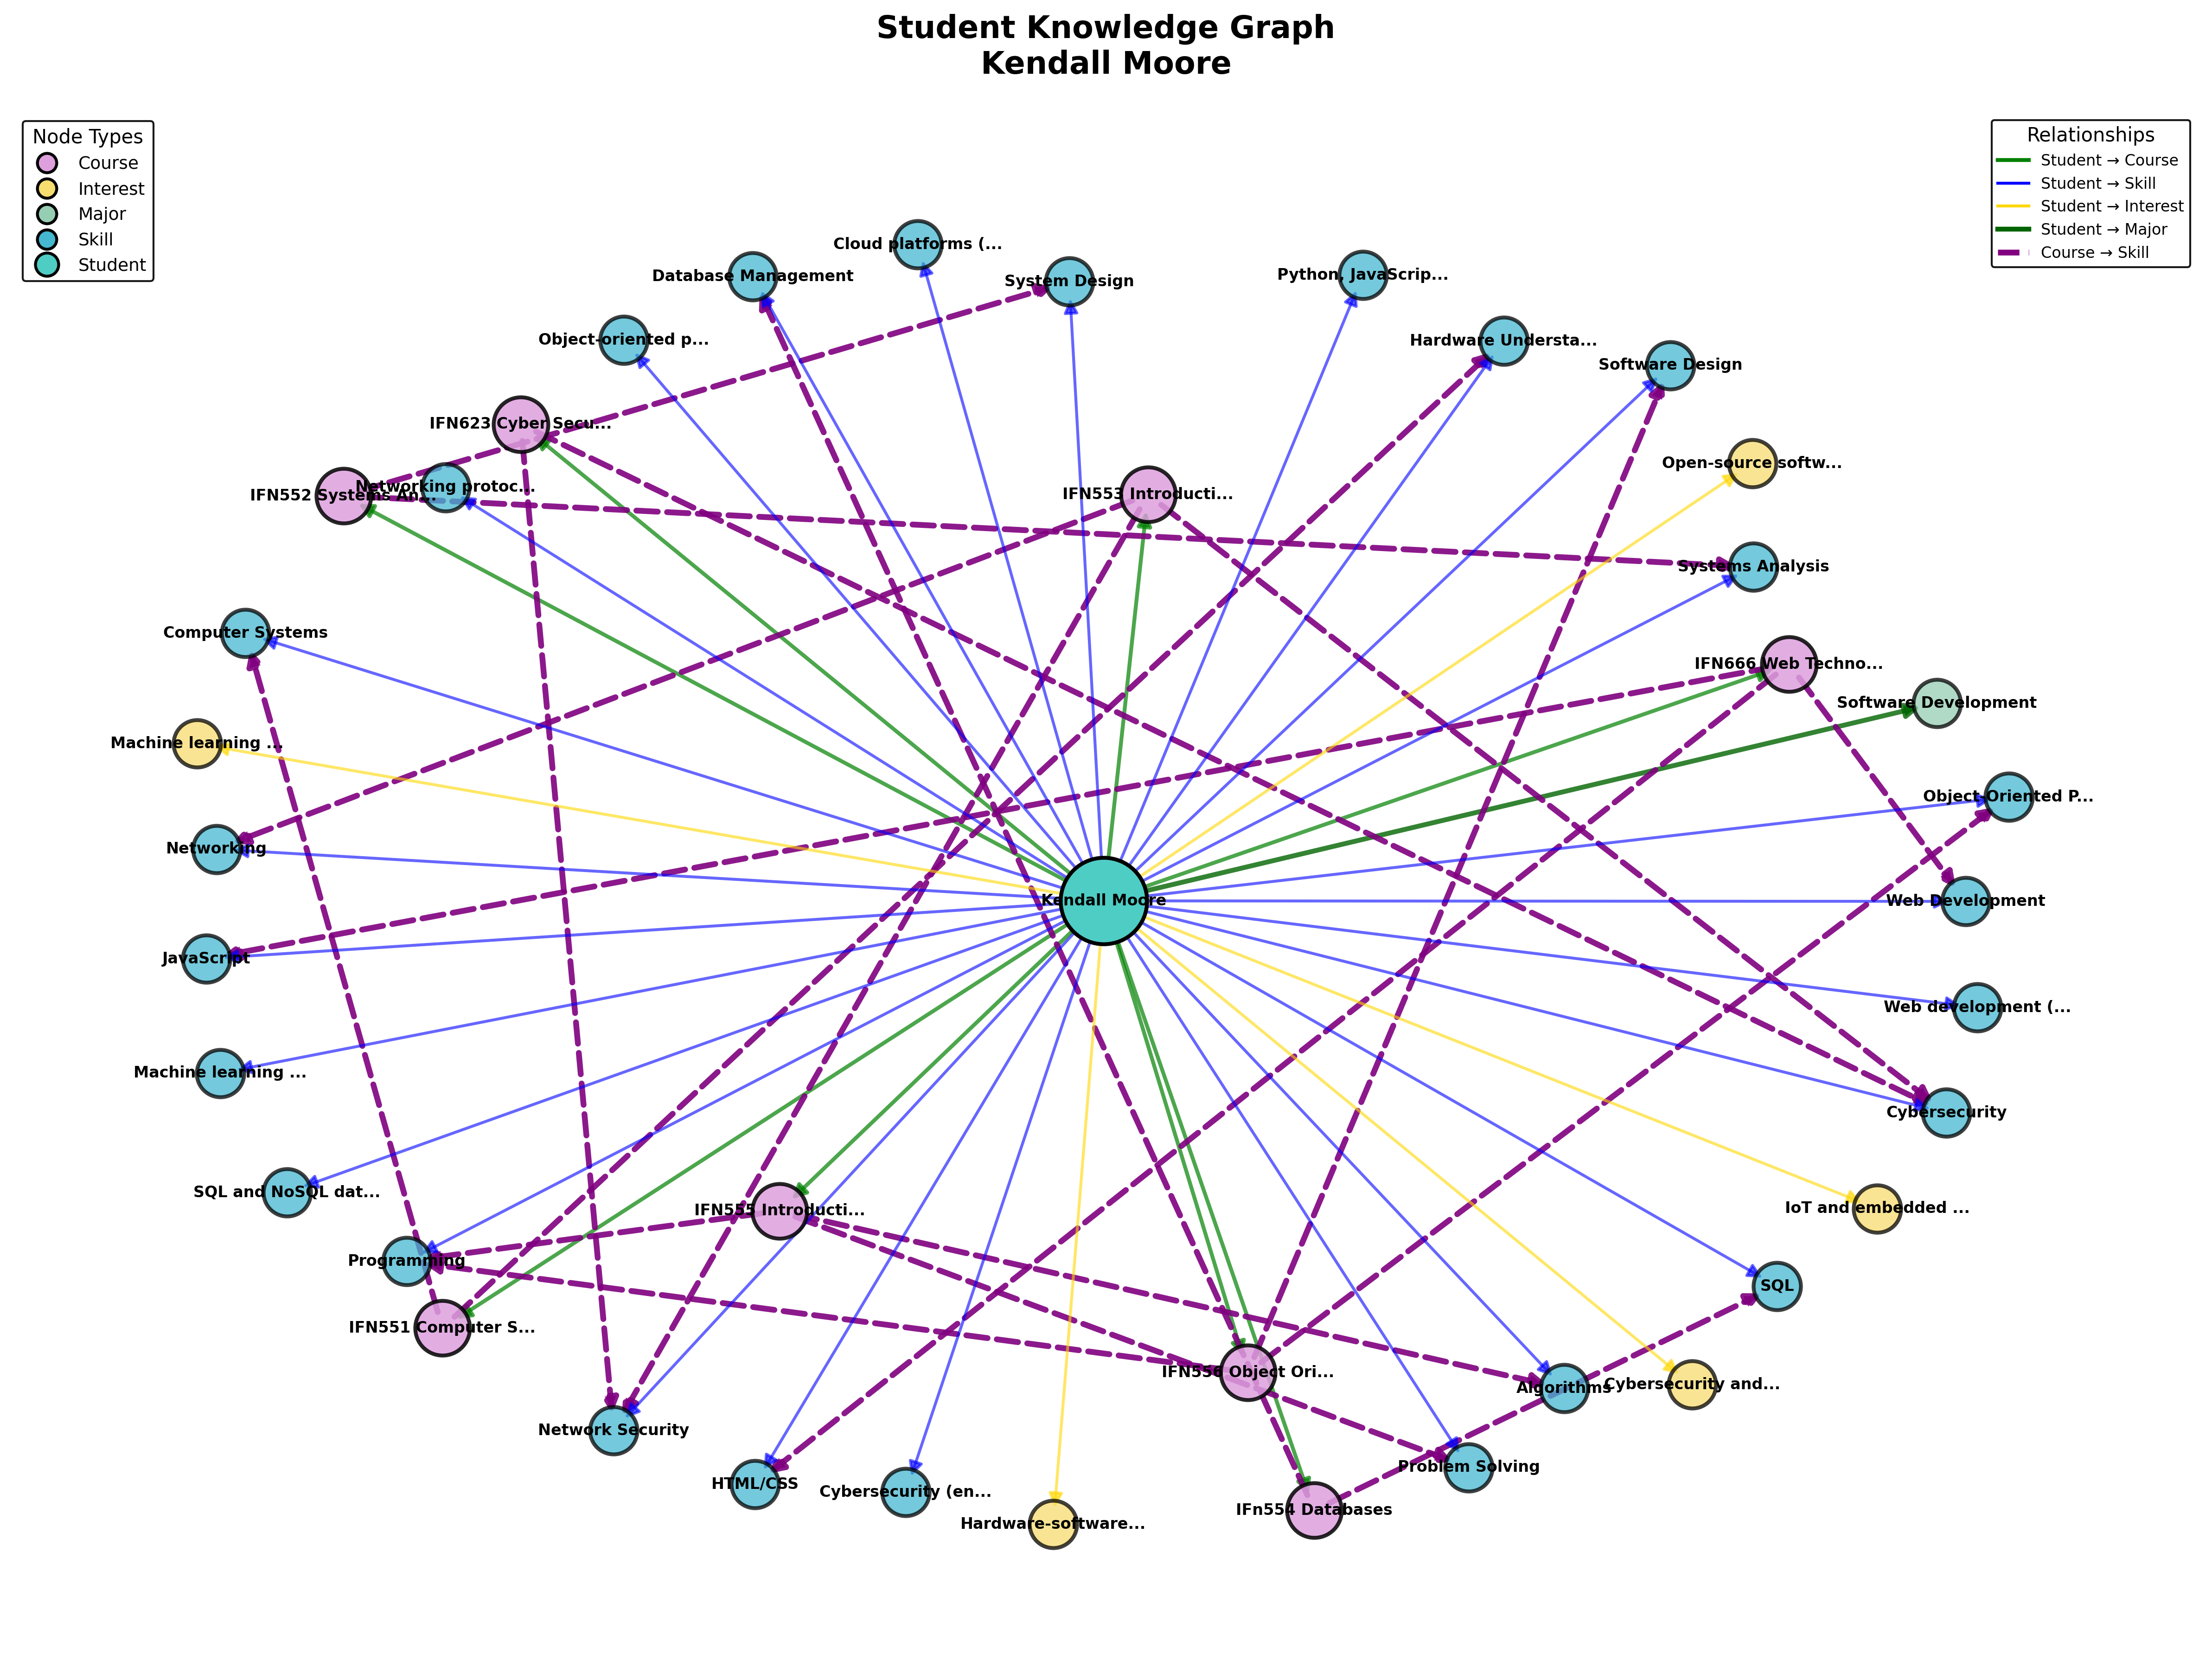 Student Knowledge Graph
Kendall Moore
Node Types
Course
Interest
Major
Skill
Student
Relationships
Student → Course
Student → Skill
Student → Interest
Student → Major
Course → Skill
Cloud platforms (...
Database Management
System Design
Python, JavaScrip...
Object-oriented p...
Hardware Understa...
Software Design
IFN623 Cyber Secu...
Open-source softw...
Networking protoc...
IFN552 Systems An...
IFN553 Introducti...
Systems Analysis
Computer Systems
IFN666 Web Techno...
Software Development
Machine learning ...
Object Oriented P...
Networking
Kendall Moore
Web Development
JavaScript
Web development (...
Machine learning ...
Cybersecurity
SQL and NoSQL dat...
IFN555 Introducti...
IoT and embedded ...
Programming
SQL
IFN551 Computer S...
IFN556 Object Ori...
Algorithms
Cybersecurity and...
Network Security
Problem Solving
HTML/CSS
Cybersecurity (en...
IFn554 Databases
Hardware-software...